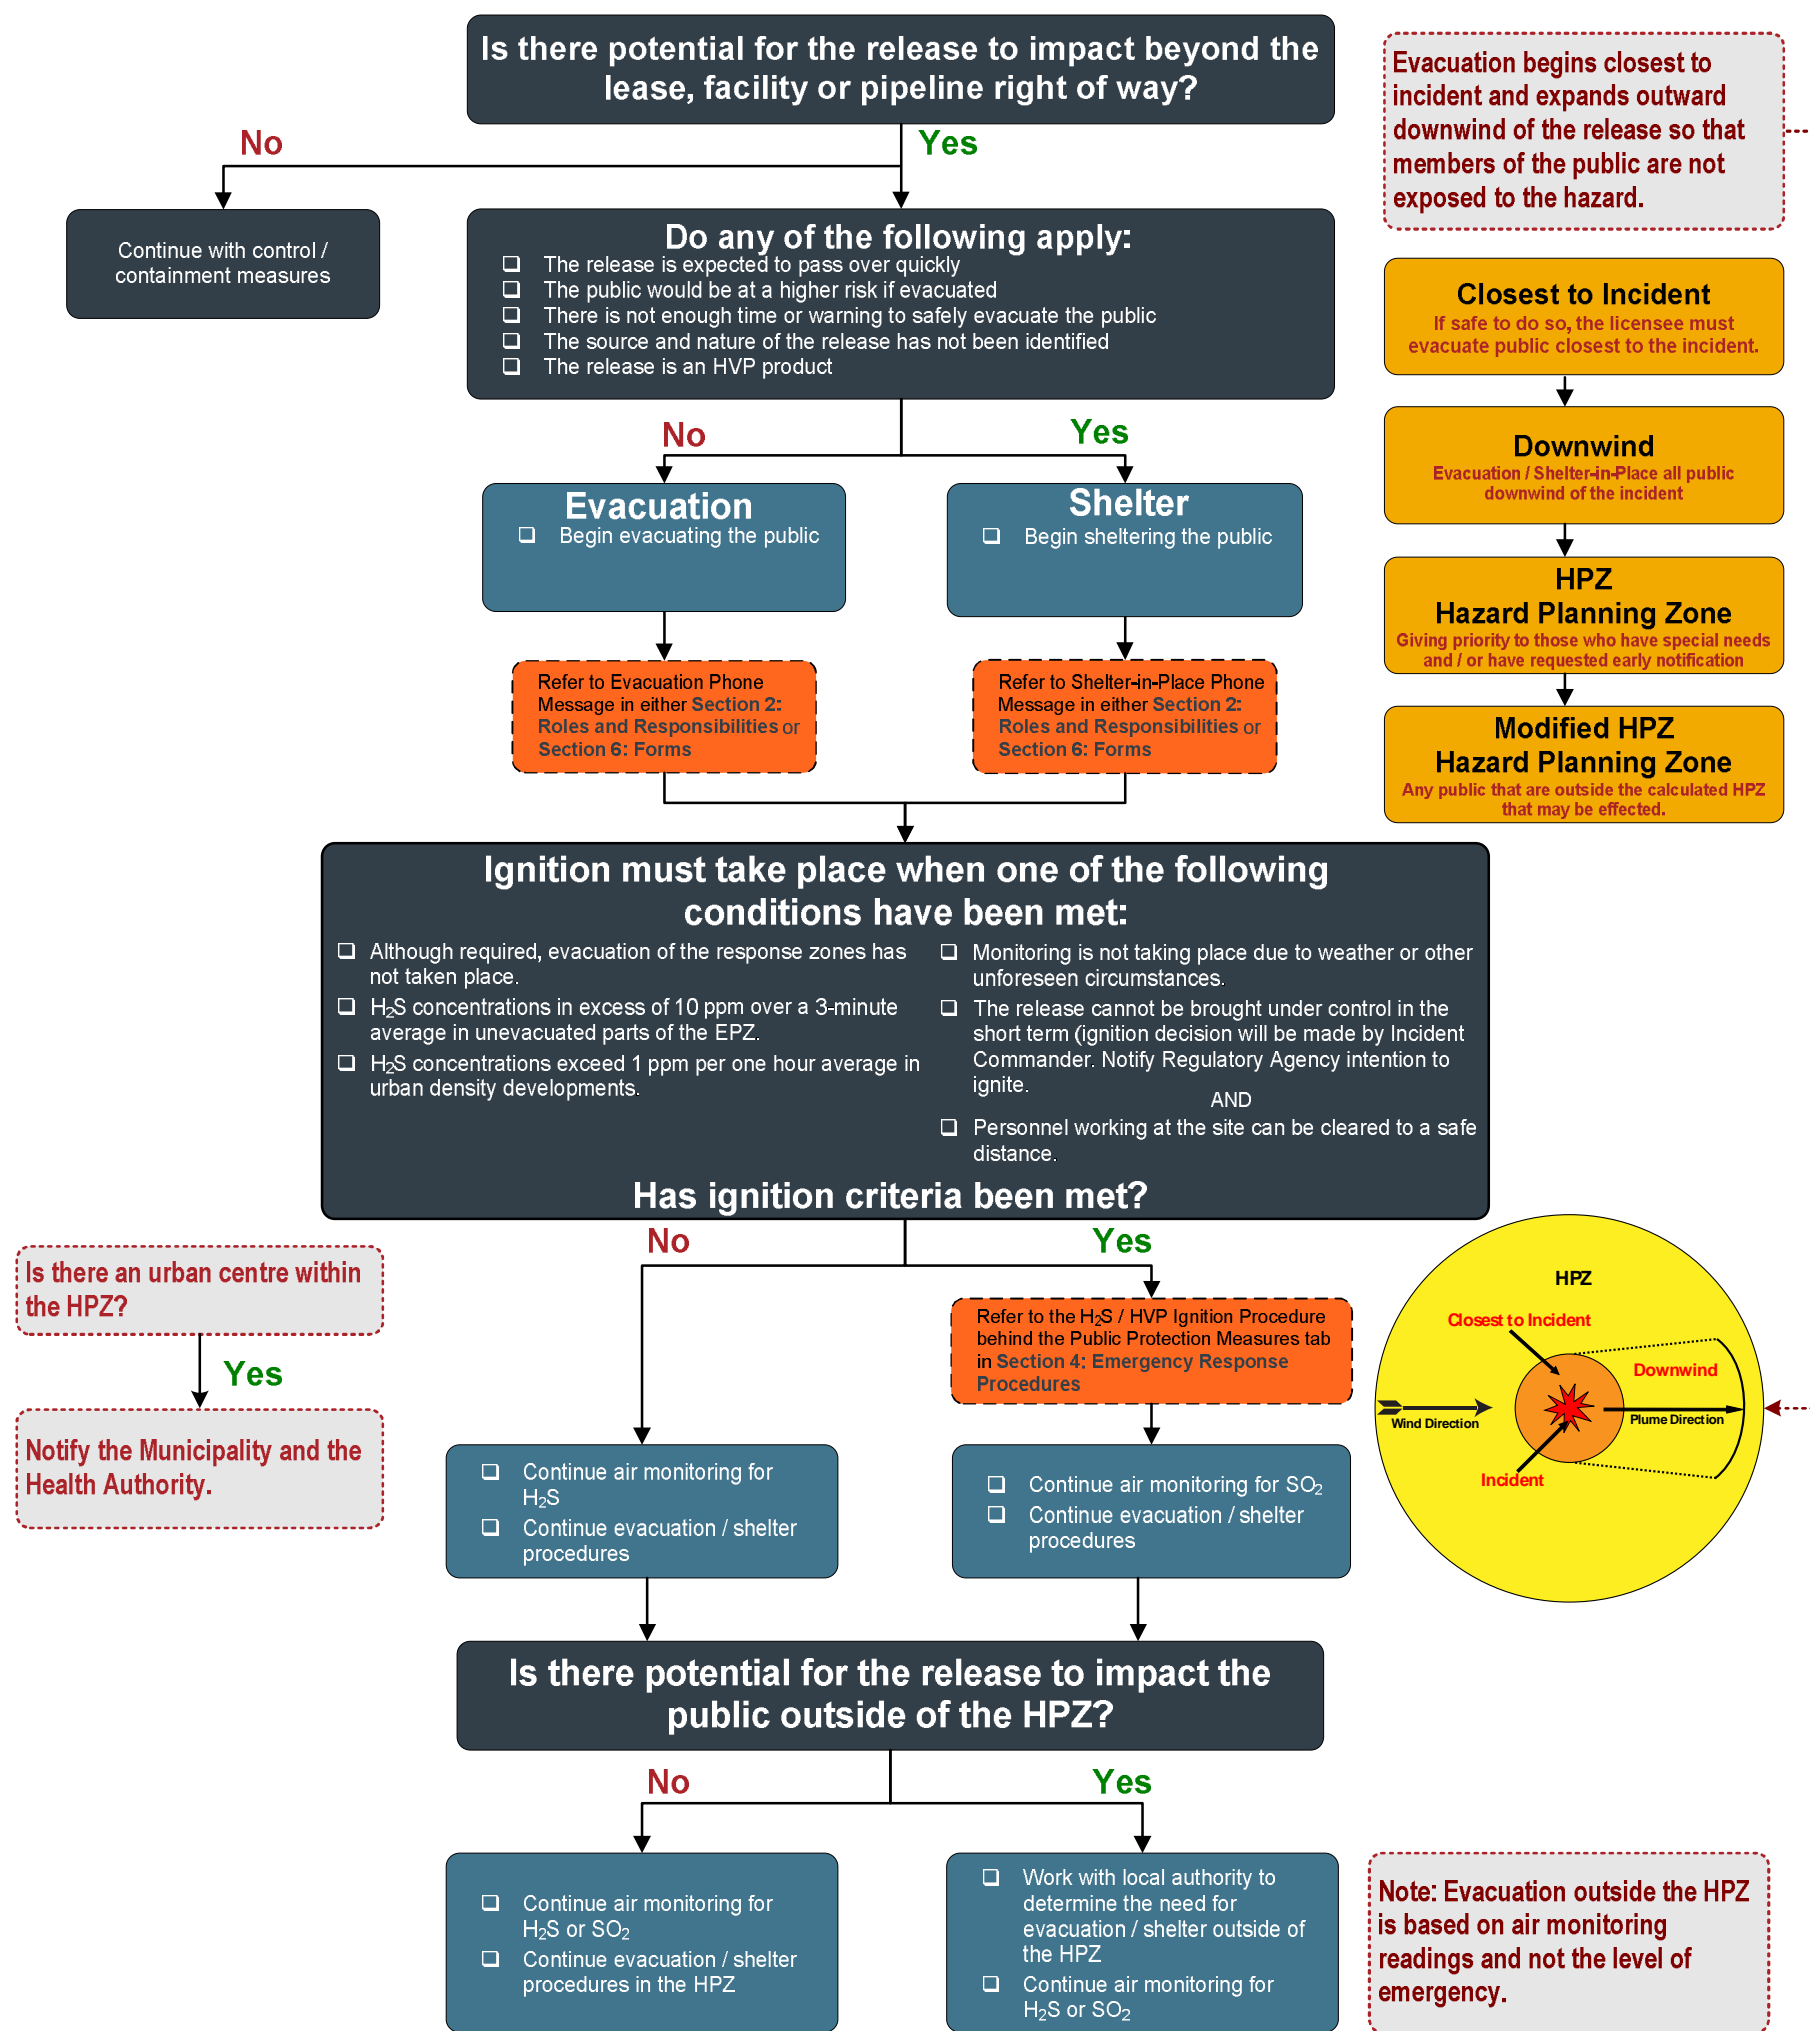 Is there potential for the release to impact beyond the
lease, facility or pipeline right of way?
No
Yes
Continue with control /
containment measures
Do any of the following apply:
❑ The release is expected to pass over quickly
❑ The public would be at a higher risk if evacuated
❑ There is not enough time or warning to safely evacuate the public
❑ The source and nature of the release has not been identified
❑ The release is an HVP product
No
Yes
Evacuation
❑ Begin evacuating the public
Shelter
❑ Begin sheltering the public
Refer to Evacuation Phone
Message in either Section 2:
Roles and Responsibilities or
Section 6: Forms
Refer to Shelter-in-Place Phone
Message in either Section 2:
Roles and Responsibilities or
Section 6: Forms
Evacuation begins closest to
incident and expands outward
downwind of the release so that
members of the public are not
exposed to the hazard.
Closest to Incident
If safe to do so, the licensee must
evacuate public closest to the incident.
Downwind
Evacuation / Shelter-in-Place all public
downwind of the incident
HPZ
Hazard Planning Zone
Giving priority to those who have special needs
and / or have requested early notification
Modified HPZ
Hazard Planning Zone
Any public that are outside the calculated HPZ
that may be effected.
Ignition must take place when one of the following
conditions have been met:
❑ Although required, evacuation of the response zones has
not taken place.
❑ H₂S concentrations in excess of 10 ppm over a 3-minute
average in unevacuated parts of the EPZ.
❑ H₂S concentrations exceed 1 ppm per one hour average in
urban density developments.
❑ Monitoring is not taking place due to weather or other
unforeseen circumstances.
❑ The release cannot be brought under control in the
short term (ignition decision will be made by Incident
Commander. Notify Regulatory Agency intention to
ignite.
AND
❑ Personnel working at the site can be cleared to a safe
distance.
Has ignition criteria been met?
No
Yes
Is there an urban centre within
the HPZ?
Yes
Notify the Municipality and the
Health Authority.
Refer to the H₂S / HVP Ignition Procedure
behind the Public Protection Measures tab
in Section 4: Emergency Response
Procedures
❑ Continue air monitoring for
H₂S
❑ Continue evacuation / shelter
procedures
❑ Continue air monitoring for SO₂
❑ Continue evacuation / shelter
procedures
HPZ
Closest to Incident
Downwind
Wind Direction
Plume Direction
Incident
Is there potential for the release to impact the
public outside of the HPZ?
No
Yes
❑ Continue air monitoring for
H₂S or SO₂
❑ Continue evacuation / shelter
procedures in the HPZ
❑ Work with local authority to
determine the need for
evacuation / shelter outside of
the HPZ
❑ Continue air monitoring for
H₂S or SO₂
Note: Evacuation outside the HPZ
is based on air monitoring
readings and not the level of
emergency.